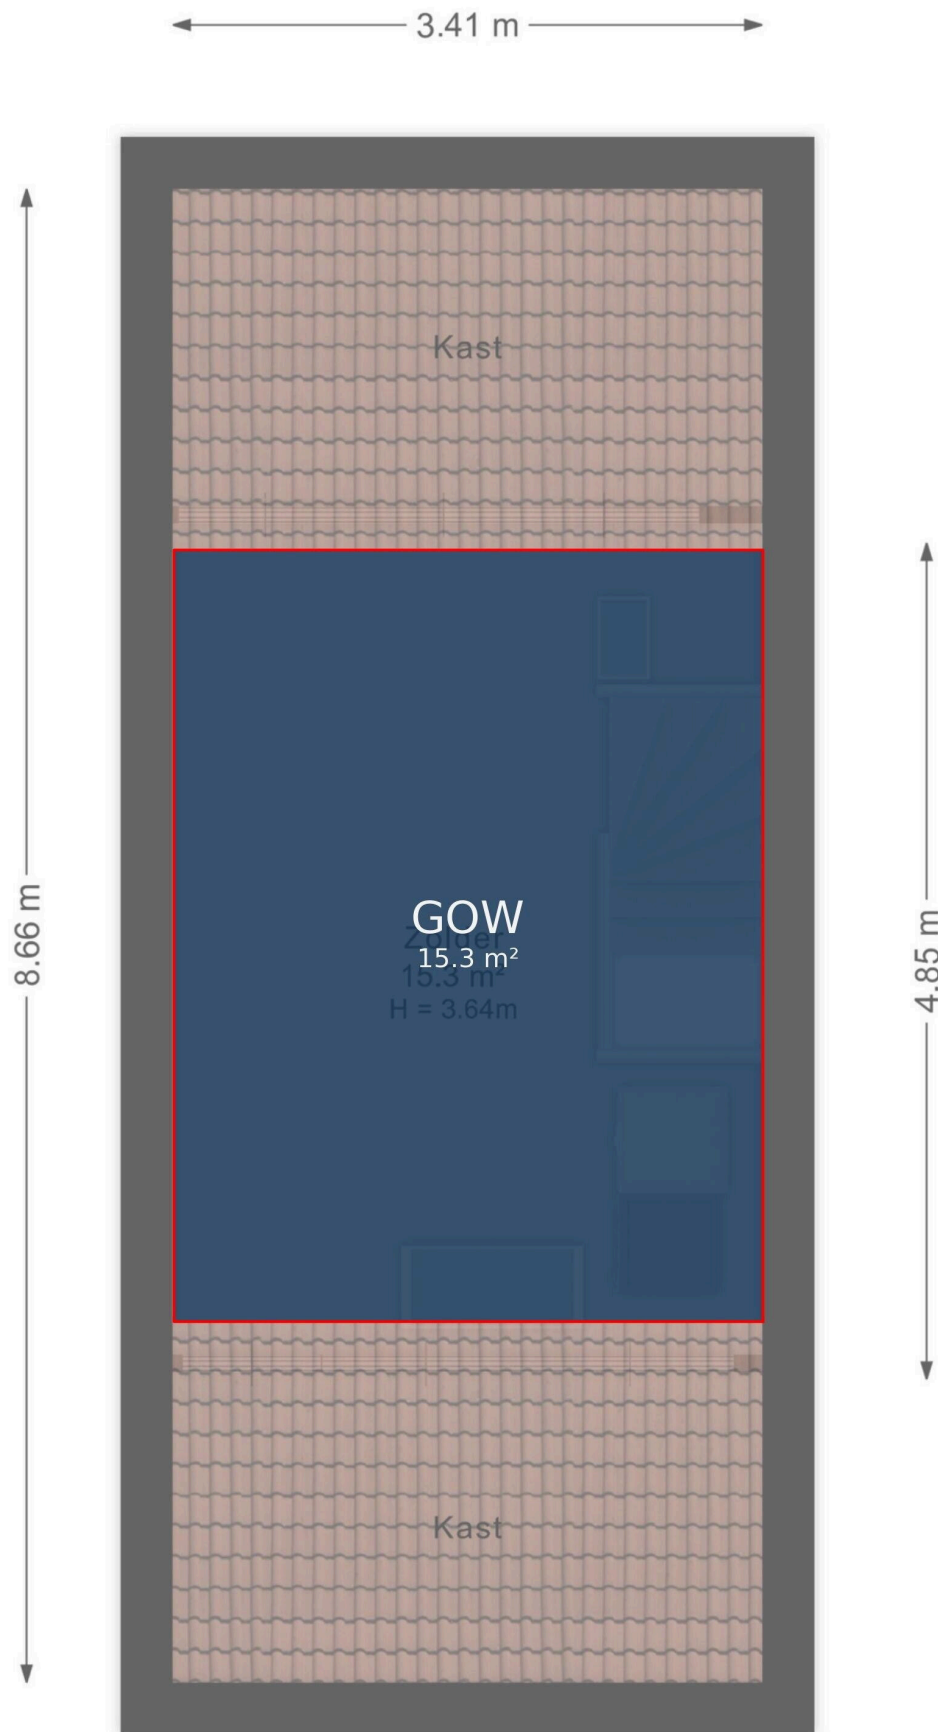 3.41 m
Kast
8.66 m
GOW
Zolder
15.3 m²
15.3 m²
H = 3.64m
4.85 m
Kast